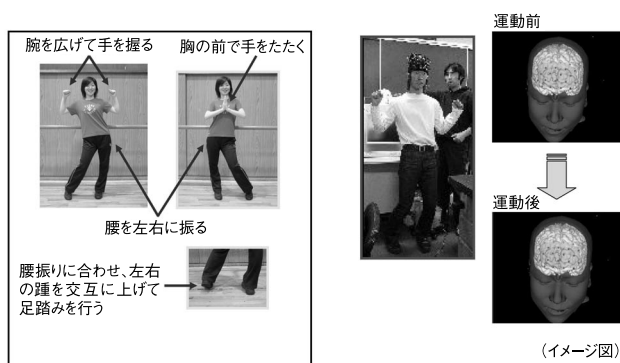 腕を広げて手を握る
胸の前で手をたたく
腰を左右に振る
腰振りに合わせ、左右
の踵を交互に上げて
足踏みを行う
運動前
運動後
(イメージ図)